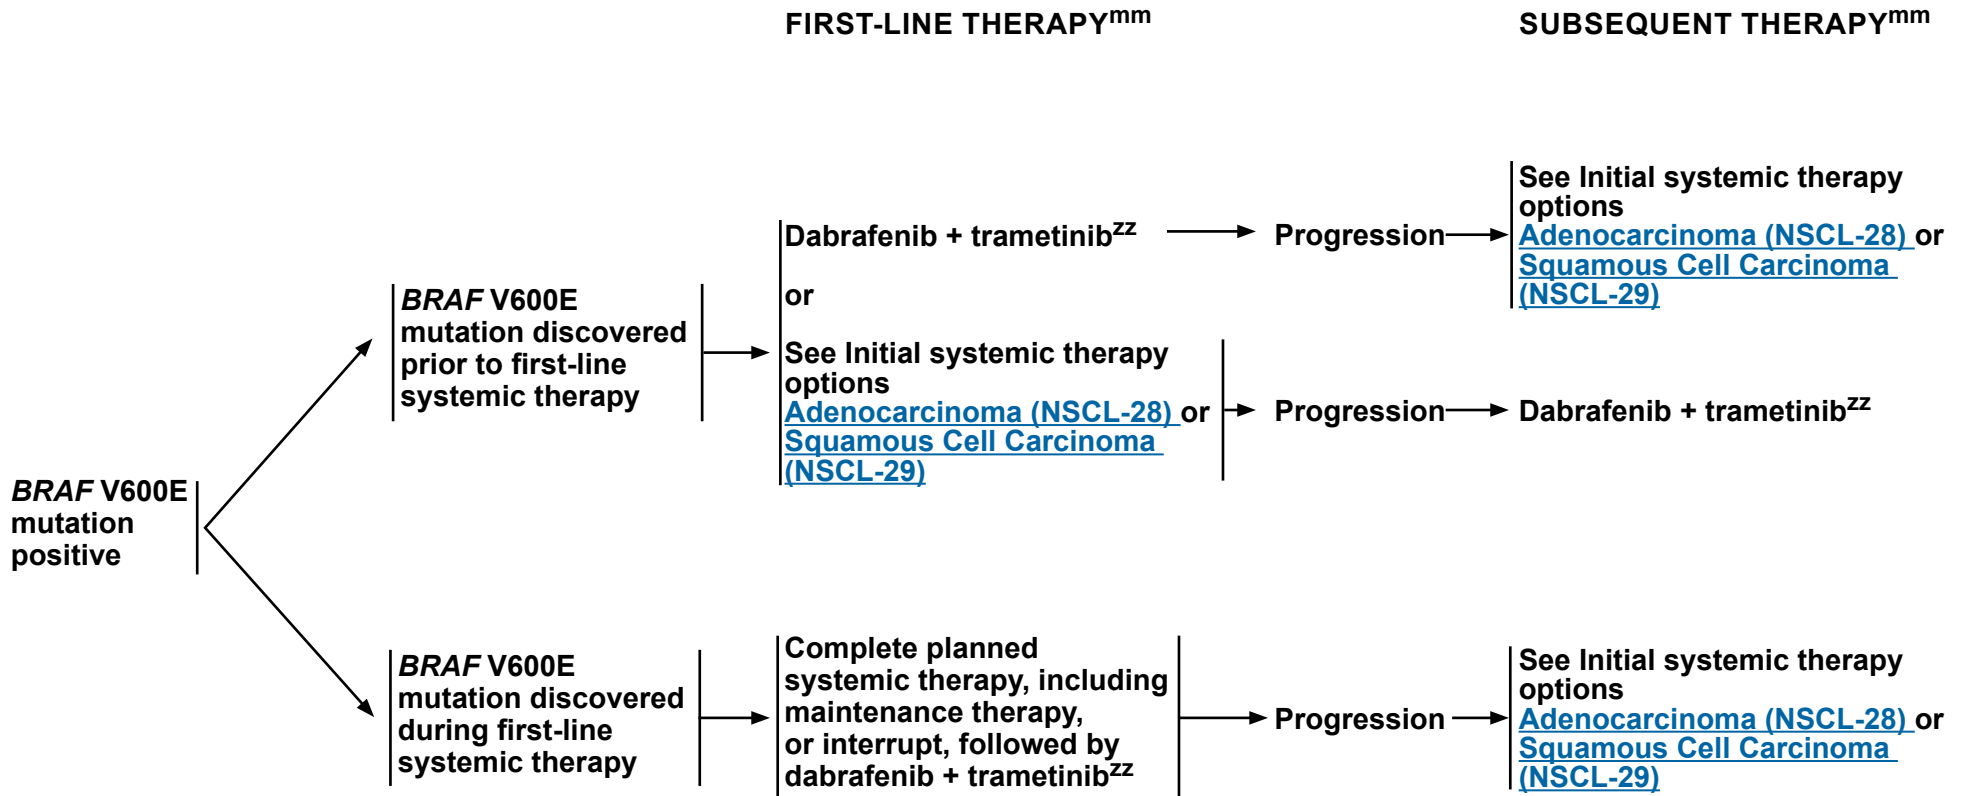 FIRST-LINE THERAPYmm
SUBSEQUENT THERAPYmm
BRAF V600E
mutation
positive
BRAF V600E
mutation discovered
prior to first-line
systemic therapy
Dabrafenib + trametinibzz
or
See Initial systemic therapy
options
Adenocarcinoma (NSCL-28) or
Squamous Cell Carcinoma
(NSCL-29)
Progression
See Initial systemic therapy
options
Adenocarcinoma (NSCL-28) or
Squamous Cell Carcinoma
(NSCL-29)
Progression
Dabrafenib + trametinibzz
BRAF V600E
mutation discovered
during first-line
systemic therapy
Complete planned
systemic therapy, including
maintenance therapy,
or interrupt, followed by
dabrafenib + trametinibzz
Progression
See Initial systemic therapy
options
Adenocarcinoma (NSCL-28) or
Squamous Cell Carcinoma
(NSCL-29)